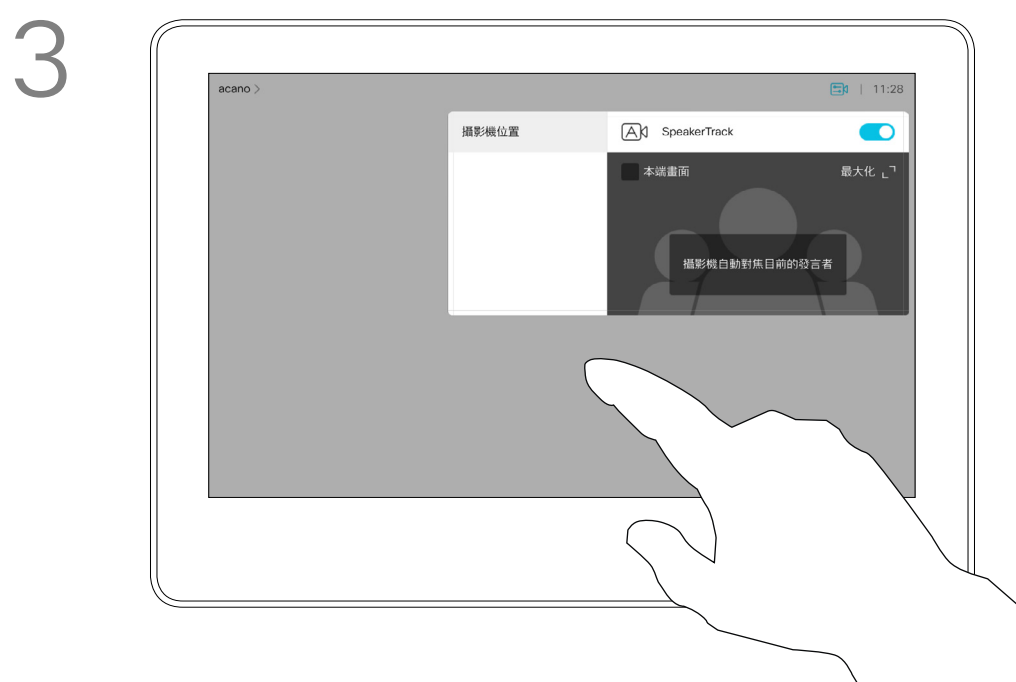 3
acano >
11:28
攝影機位置
SpeakerTrack
本端畫面
最大化
攝影機自動對焦目前的發言者